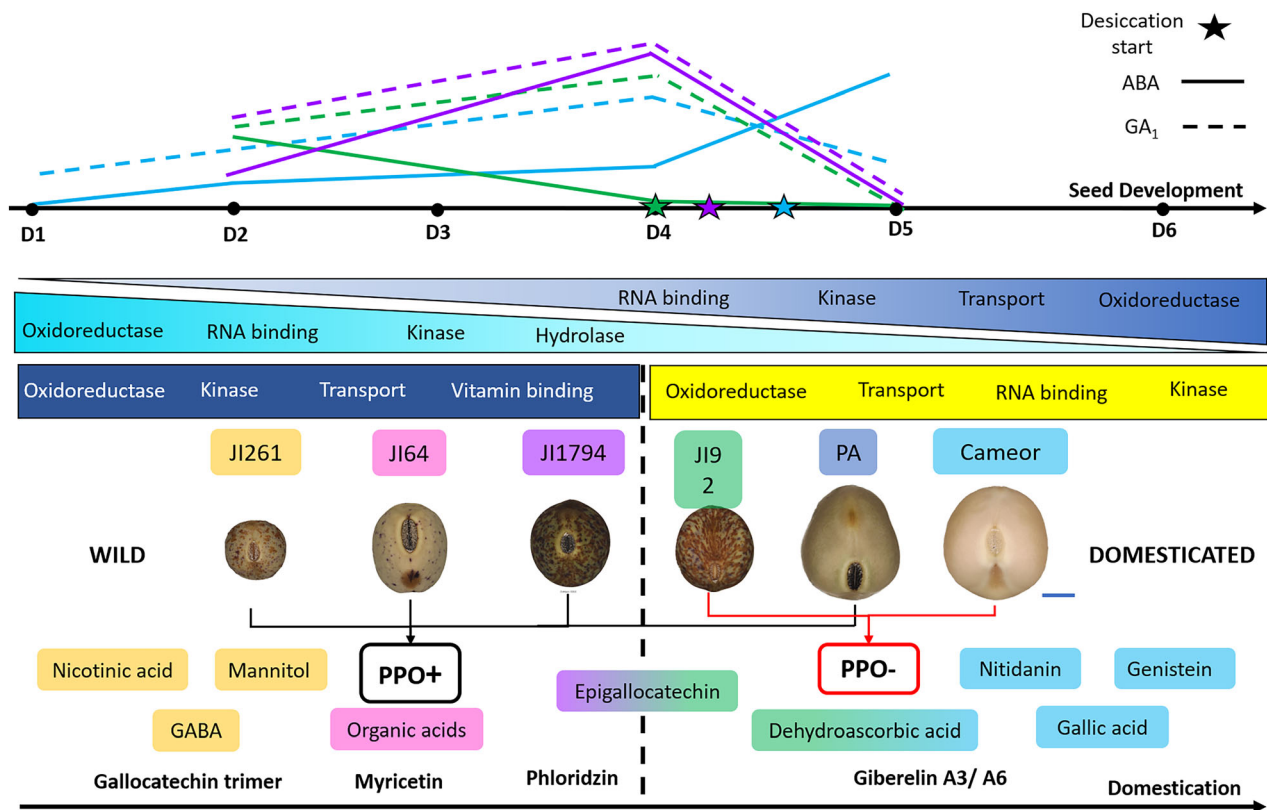 Desiccation
start
ABA
GA1
Seed Development
D1 D2 D3 D4 D5 D6
RNA binding Kinase Transport Oxidoreductase
Oxidoreductase RNA binding Kinase Hydrolase
Oxidoreductase Kinase Transport Vitamin binding Oxidoreductase Transport RNA binding Kinase
JI261 JI64 JI1794 JI9
2 PA Cameor
WILD DOMESTICATED
Nicotinic acid Mannitol PPO+ Epigallocatechin PPO- Nitidanin Genistein
GABA Organic acids Dehydroascorbic acid Gallic acid
Gallocatechin trimer Myricetin Phloridzin Giberelin A3/ A6 Domestication